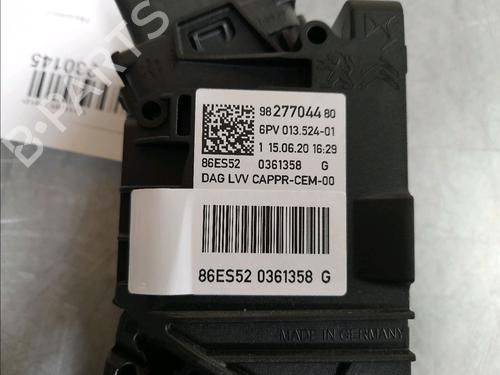 330145
98 277044 80
6PV 013.524-01
1 15.06.20 16:29
86ES52 0361358 G
DAG LVV CAPPR-CEM-00
86ES52 0361358 G
MADE IN GERMANY
B-PARTS